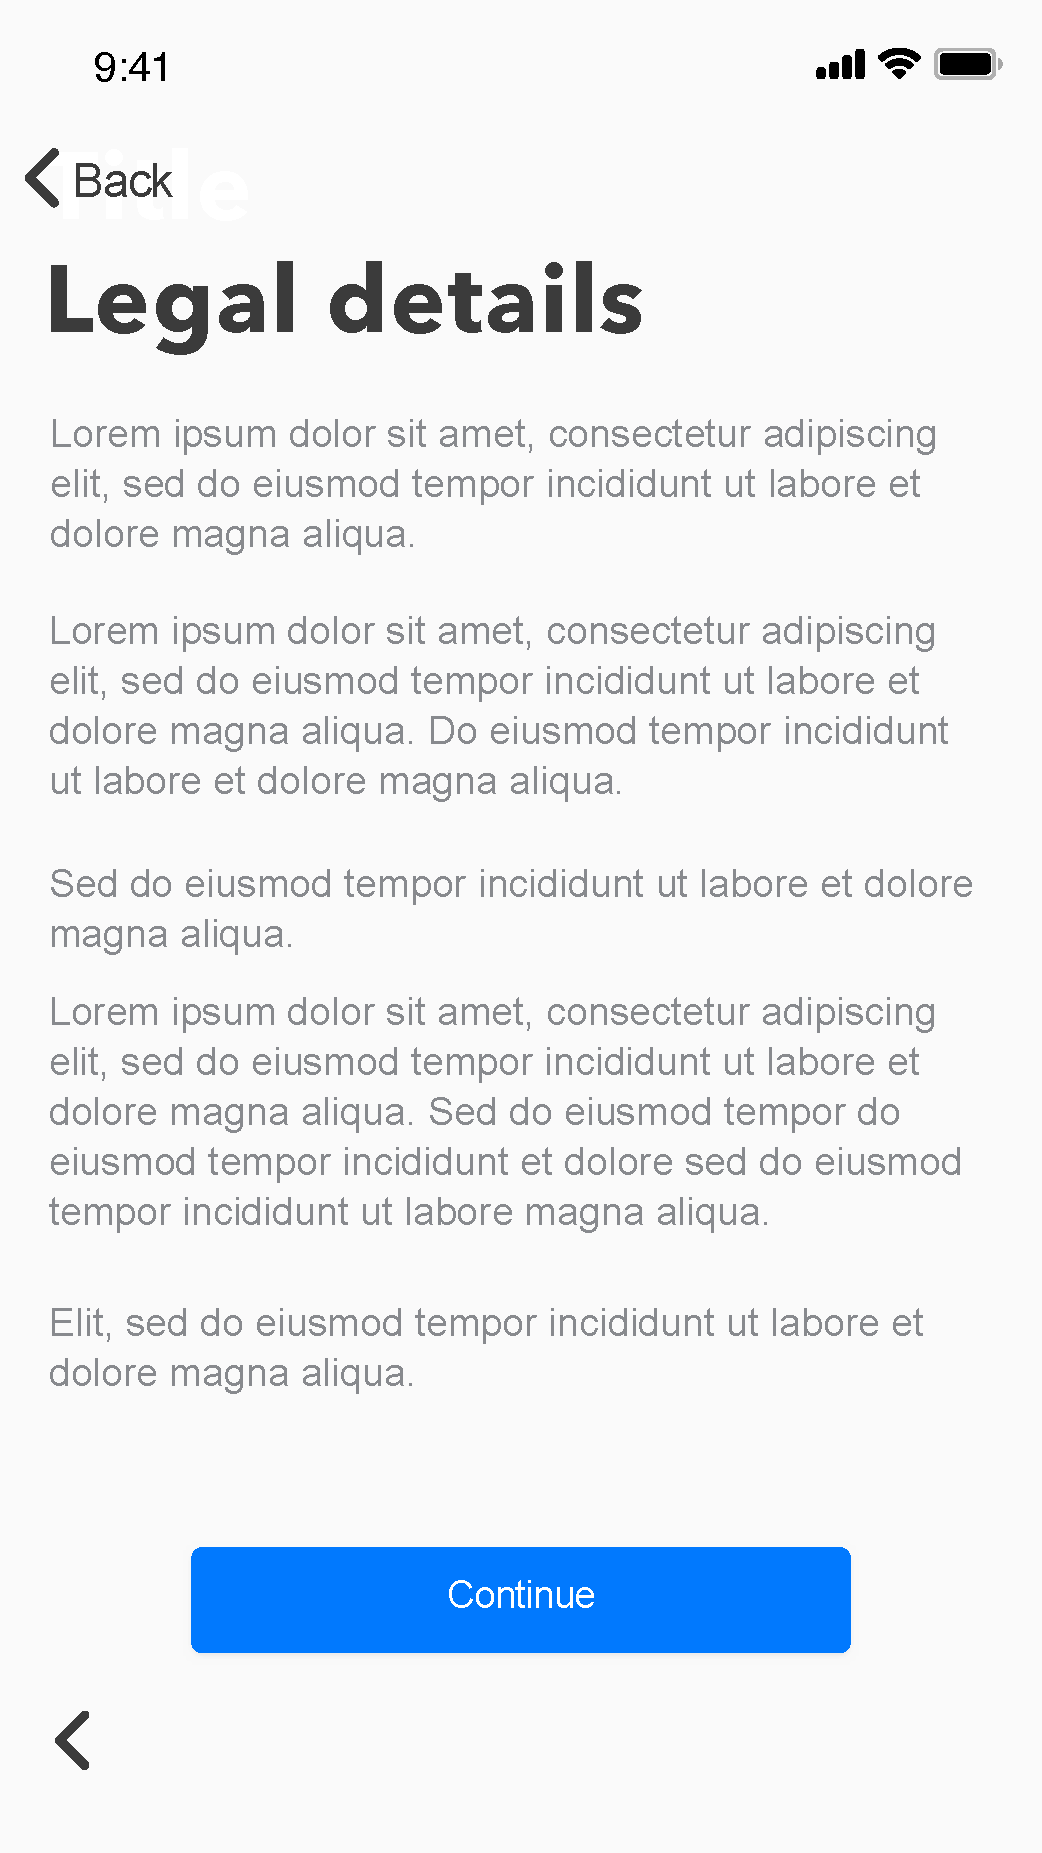 9:41
Title
Back
Legal details
Lorem ipsum dolor sit amet, consectetur adipiscing
elit, sed do eiusmod tempor incididunt ut labore et
dolore magna aliqua.
Lorem ipsum dolor sit amet, consectetur adipiscing
elit, sed do eiusmod tempor incididunt ut labore et
dolore magna aliqua. Do eiusmod tempor incididunt
ut labore et dolore magna aliqua.
Sed do eiusmod tempor incididunt ut labore et dolore
magna aliqua.
Lorem ipsum dolor sit amet, consectetur adipiscing
elit, sed do eiusmod tempor incididunt ut labore et
dolore magna aliqua. Sed do eiusmod tempor do
eiusmod tempor incididunt et dolore sed do eiusmod
tempor incididunt ut labore magna aliqua.
Elit, sed do eiusmod tempor incididunt ut labore et
dolore magna aliqua.
Continue